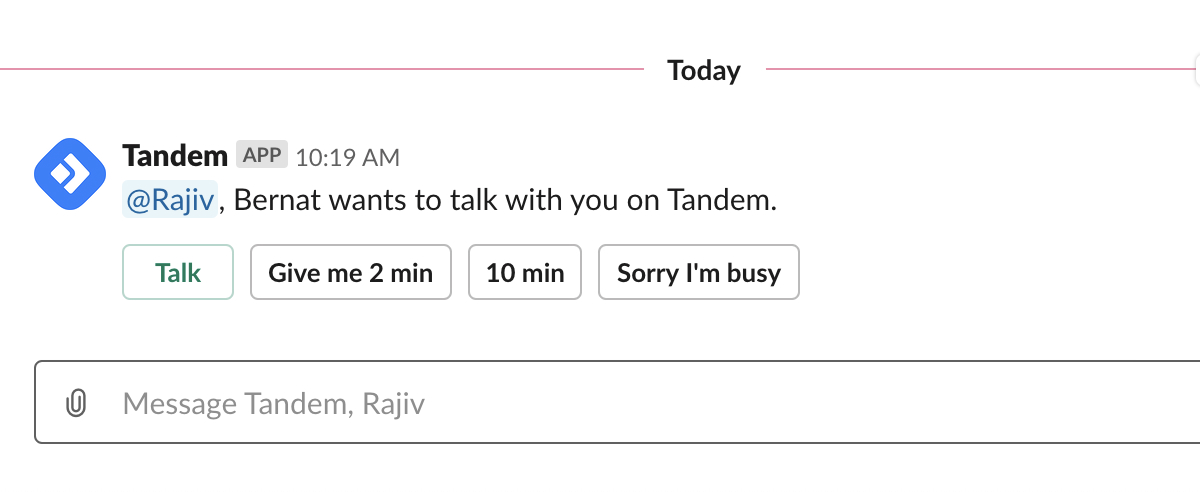 Today
Tandem APP 10:19 AM
@Rajiv, Bernat wants to talk with you on Tandem.
Talk Give me 2 min 10 min Sorry I'm busy
Message Tandem, Rajiv